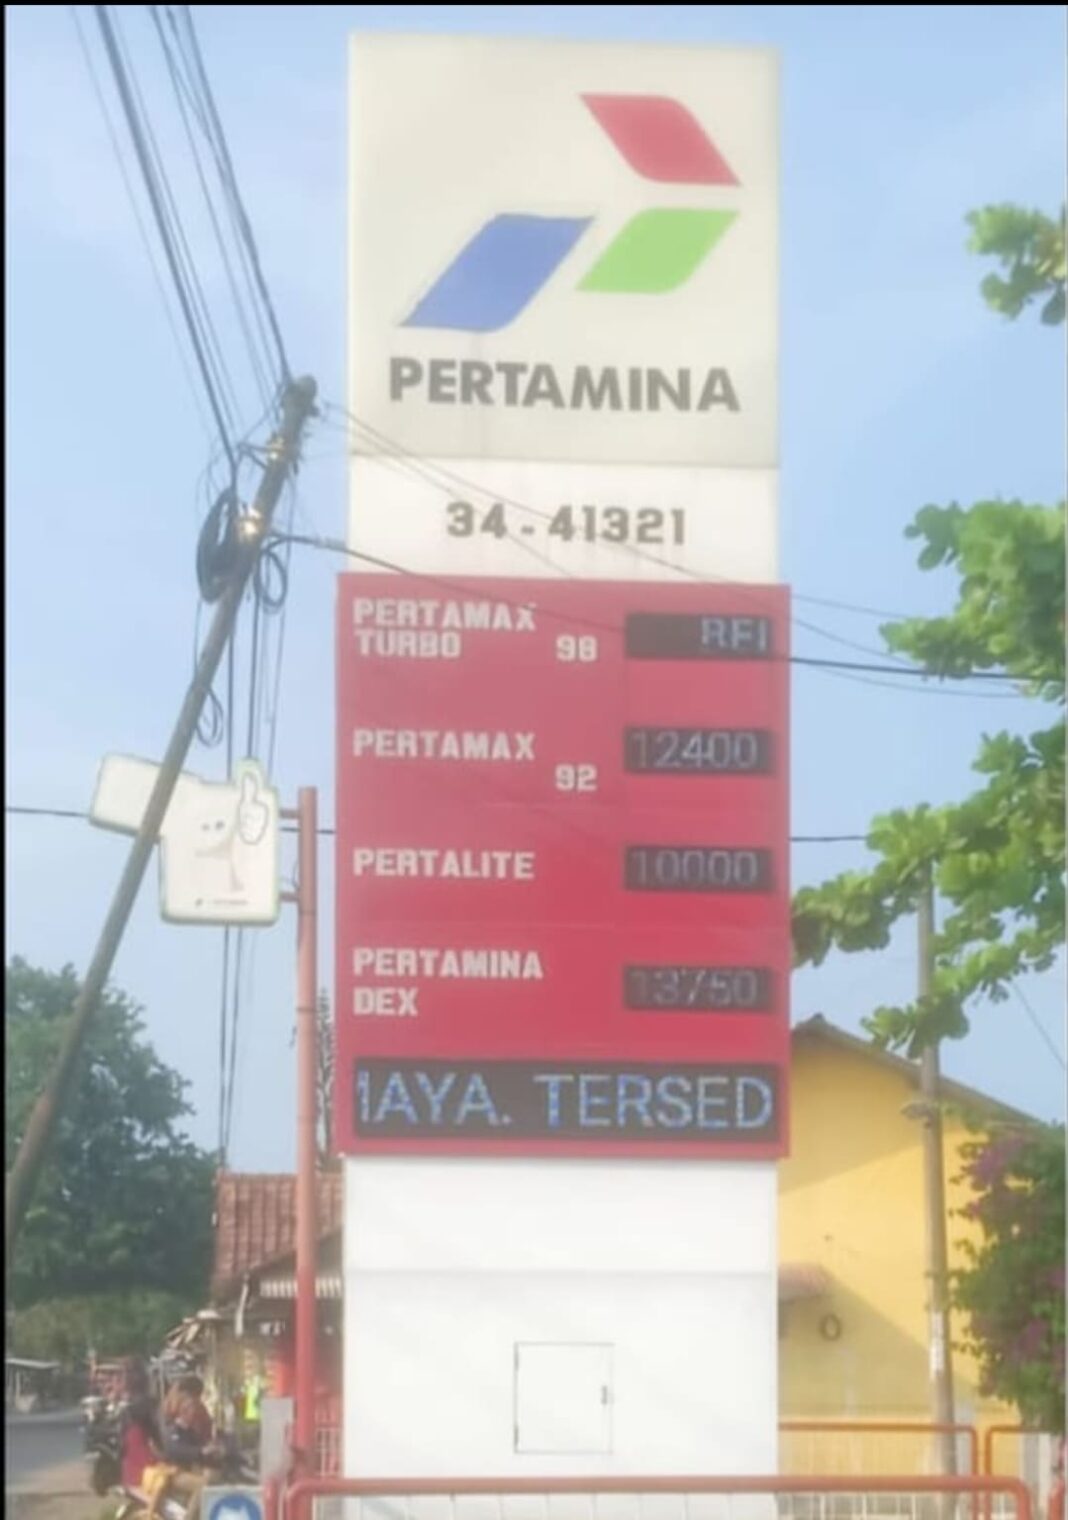 PERTAMINA
34-41321
PERTAMAX
TURBO 98
PERTAMAX
92
12400
PERTALITE
10000
PERTAMINA
DEX
13750
IAYA. TERSED